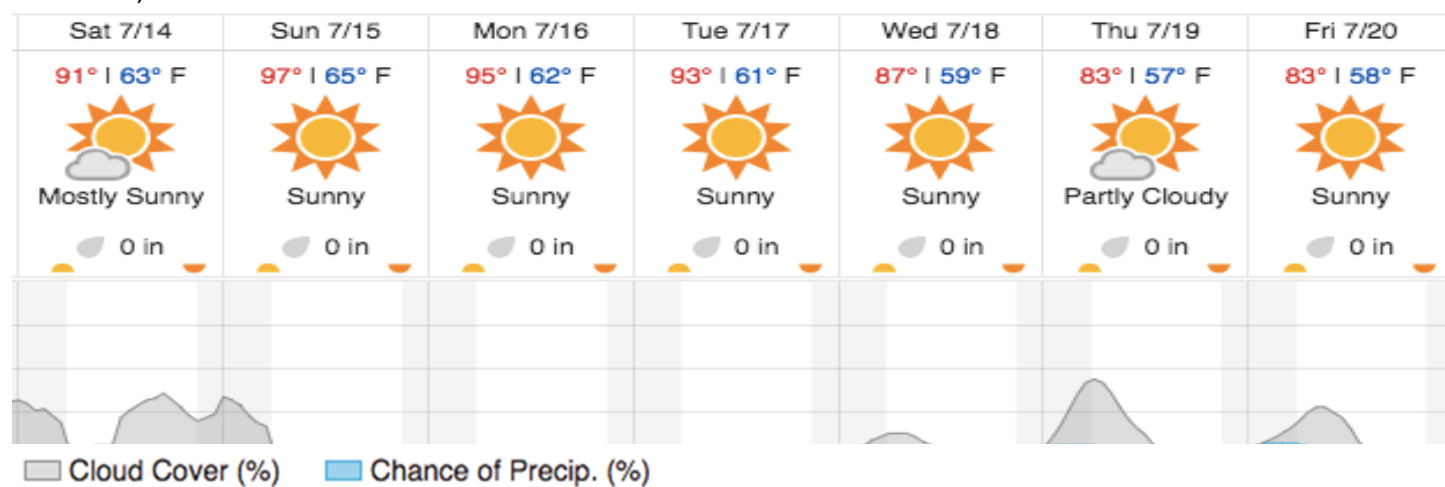 Sat 7/14 Sun 7/15 Mon 7/16 Tue 7/17 Wed 7/18 Thu 7/19 Fri 7/20
91° | 63° F 97° | 65° F 95° | 62° F 93° | 61° F 87° | 59° F 83° | 57° F 83° | 58° F
Mostly Sunny Sunny Sunny Sunny Sunny Partly Cloudy Sunny
0 in 0 in 0 in 0 in 0 in 0 in 0 in
Cloud Cover (%) Chance of Precip. (%)